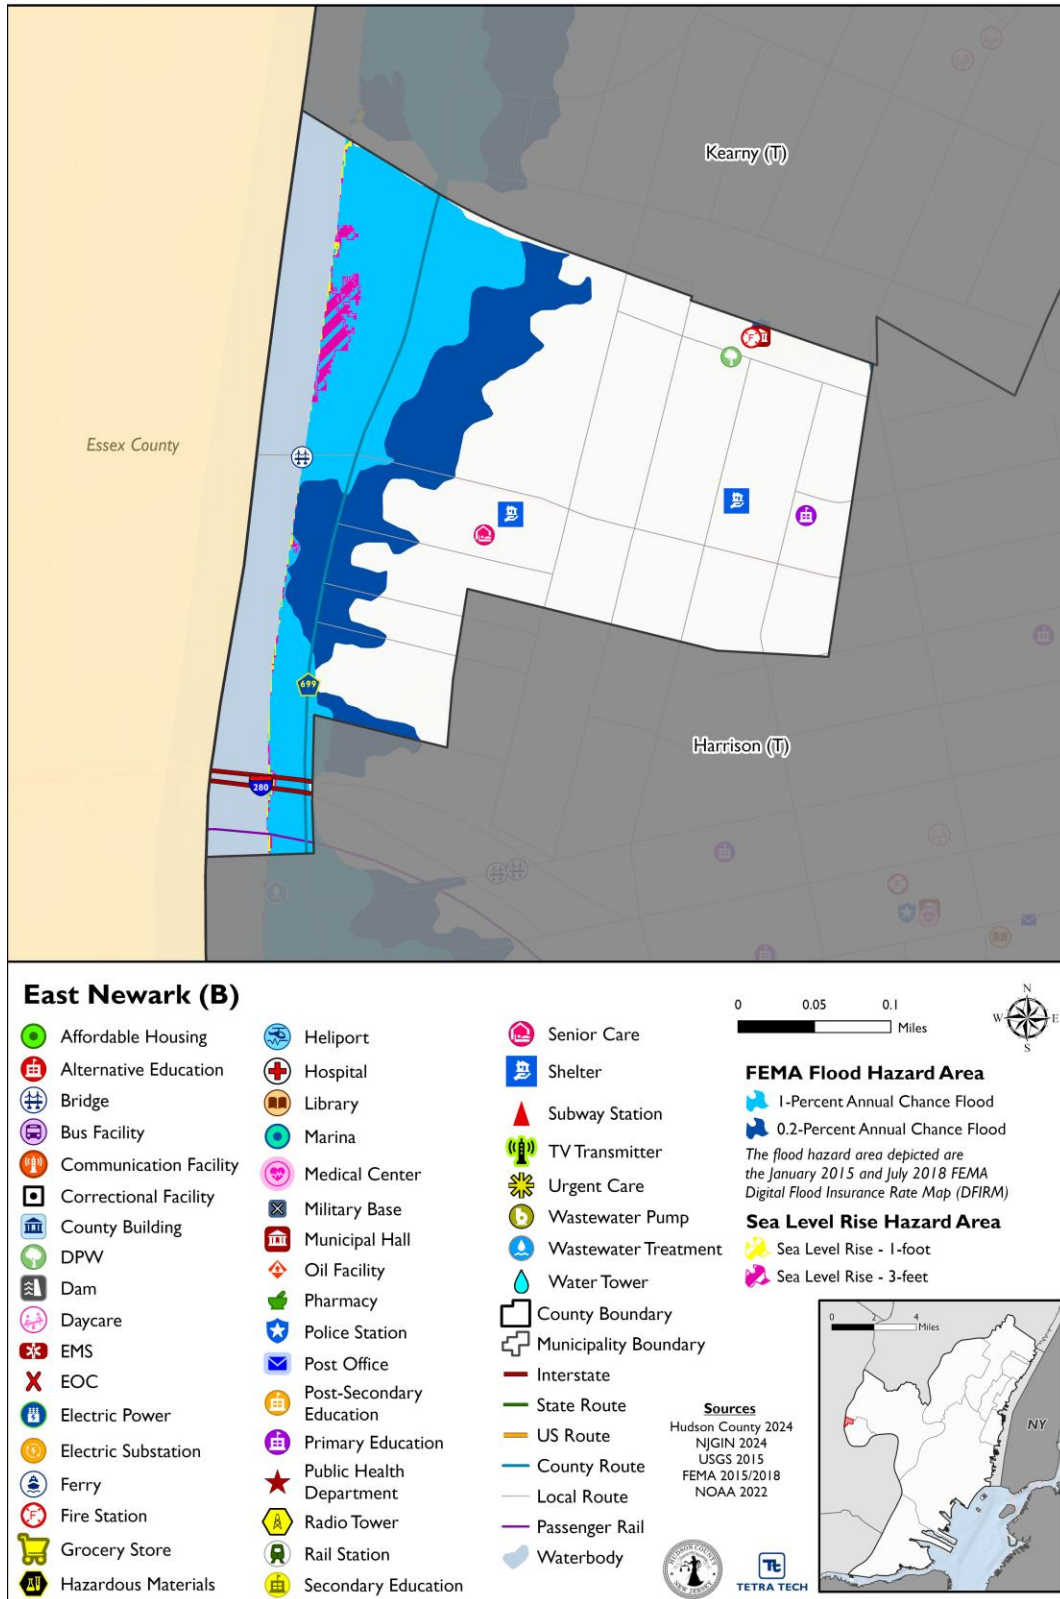 Kearny (T)
Essex County
699
Harrison (T)
280
East Newark (B)
Affordable Housing
Alternative Education
Bridge
Bus Facility
Communication Facility
Correctional Facility
County Building
DPW
Dam
Daycare
EMS
EOC
Electric Power
Electric Substation
Ferry
Fire Station
Grocery Store
Hazardous Materials
Heliport
Hospital
Library
Marina
Medical Center
Military Base
Municipal Hall
Oil Facility
Pharmacy
Police Station
Post Office
Post-Secondary
Education
Primary Education
Public Health
Department
Radio Tower
Rail Station
Secondary Education
Senior Care
Shelter
Subway Station
TV Transmitter
Urgent Care
Wastewater Pump
Wastewater Treatment
Water Tower
County Boundary
Municipality Boundary
Interstate
State Route
US Route
County Route
Local Route
Passenger Rail
Waterbody
0 0.05 0.1
Miles
N
W E
S
FEMA Flood Hazard Area
1-Percent Annual Chance Flood
0.2-Percent Annual Chance Flood
The flood hazard area depicted are
the January 2015 and July 2018 FEMA
Digital Flood Insurance Rate Map (DFIRM)
Sea Level Rise Hazard Area
Sea Level Rise - 1-foot
Sea Level Rise - 3-feet
Sources
Hudson County 2024
NJGIN 2024
USGS 2015
FEMA 2015/2018
NOAA 2022
HUDSON COUNTY
NEW JERSEY
Tt
TETRA TECH
0 2 4
Miles
NY